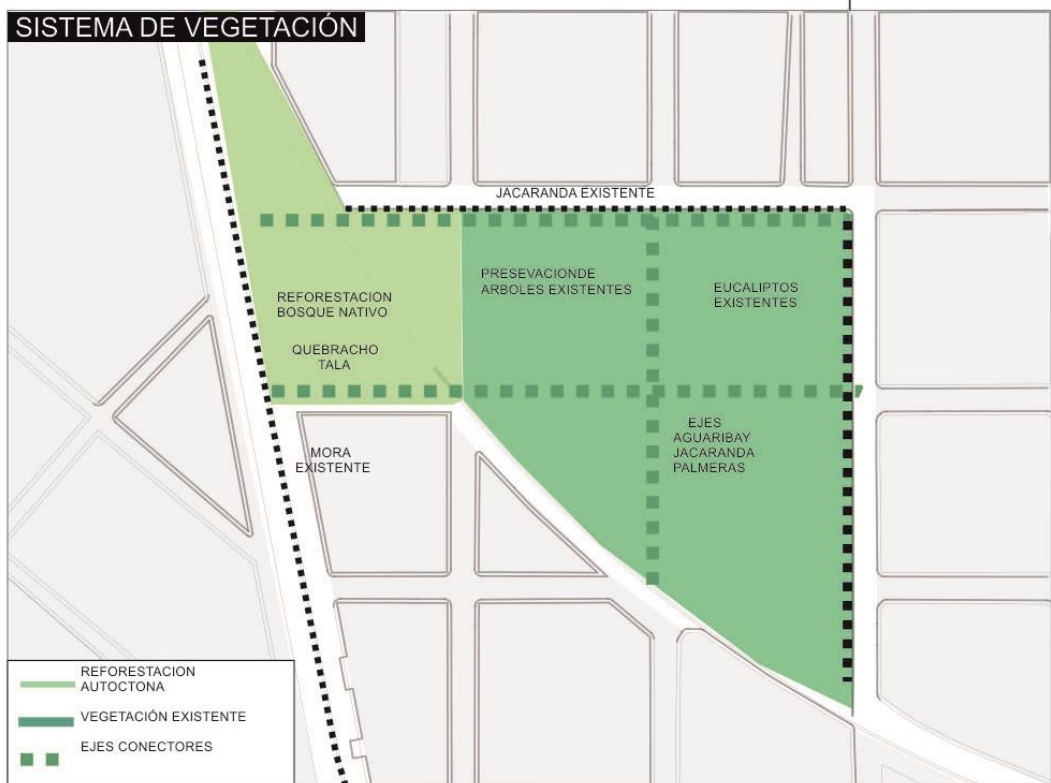 SISTEMA DE VEGETACIÓN
JACARANDA EXISTENTE
PRESEVACIONDE
ARBOLES EXISTENTES
EUCALIPTOS
EXISTENTES
REFORESTACION
BOSQUE NATIVO
QUEBRACHO
TALA
MORA
EXISTENTE
EJES
AGUARIBAY
JACARANDA
PALMERAS
REFORESTACION
AUTOCTONA
VEGETACIÓN EXISTENTE
EJES CONECTORES